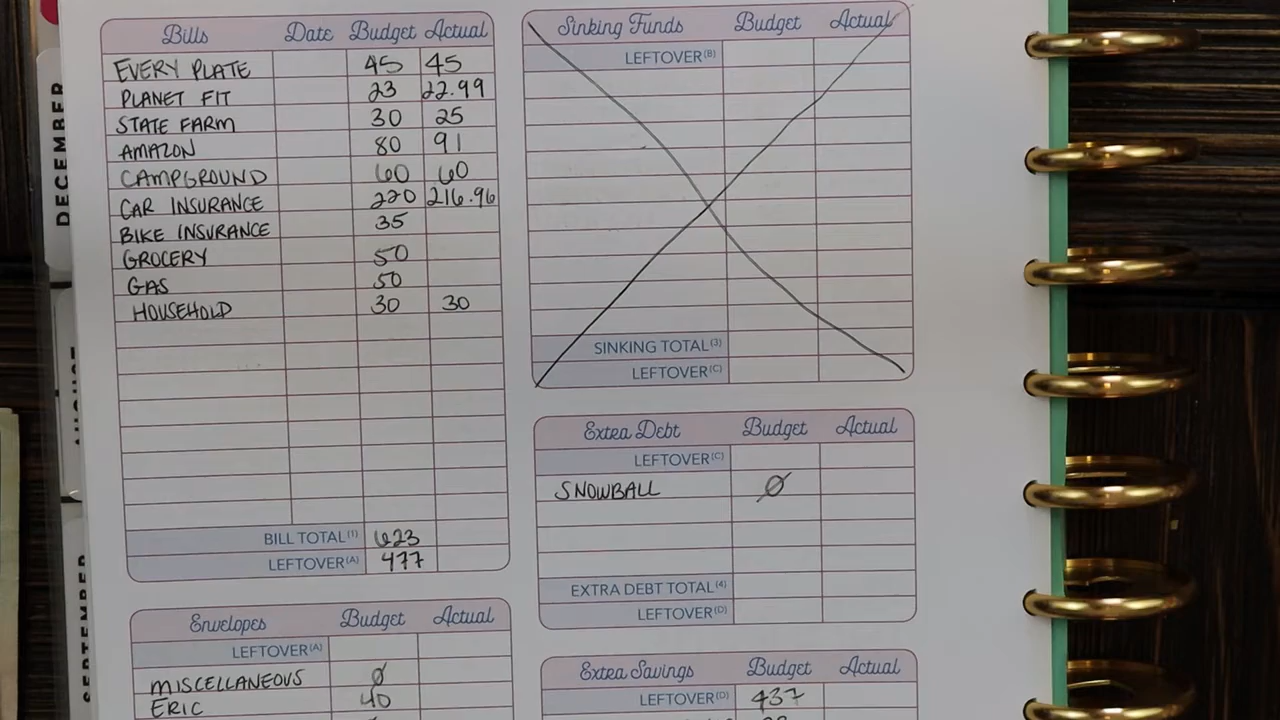 Bills Date Budget Actual
EVERY PLATE 45 45
PLANET FIT 23 22.99
STATE FARM 30 25
AMAZON 80 91
CAMPGROUND 60 60
CAR INSURANCE 220 216.96
BIKE INSURANCE 35
GROCERY 50
GAS 50
HOUSEHOLD 30 30
BILL TOTAL(1) 623
LEFTOVER(A) 477
Envelopes Budget Actual
LEFTOVER(A)
MISCELLANEOUS 0
ERIC 40
Sinking Funds Budget Actual
LEFTOVER(B)
SINKING TOTAL(3)
LEFTOVER(C)
Extra Debt Budget Actual
LEFTOVER(C)
SNOWBALL 0
EXTRA DEBT TOTAL(4)
LEFTOVER(D)
Extra Savings Budget Actual
LEFTOVER(D) 437
DECEMBER
AUGUST
SEPTEMBER